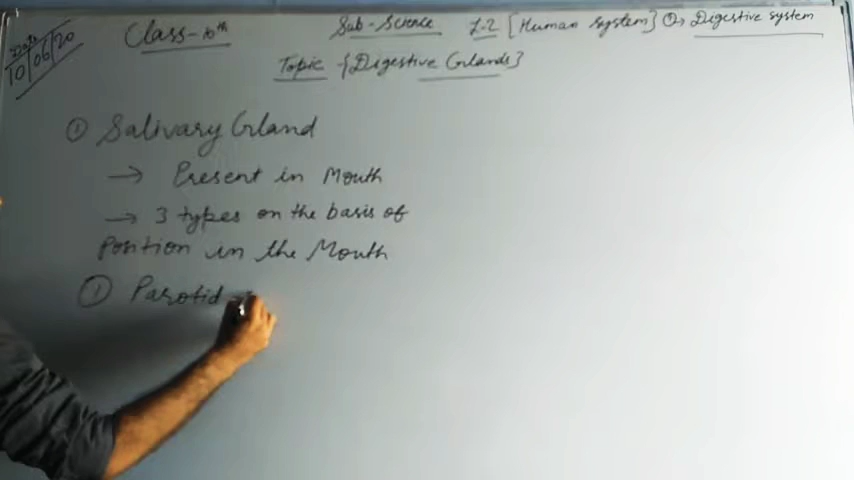 Date
10/06/20
Class-10th
Sub-Science L-2 [Human System] ①→ Digestive system
Topic {Digestive Glands}
① Salivary Gland
→ Present in Mouth
→ 3 types on the basis of
Position in the Mouth
① Parotid